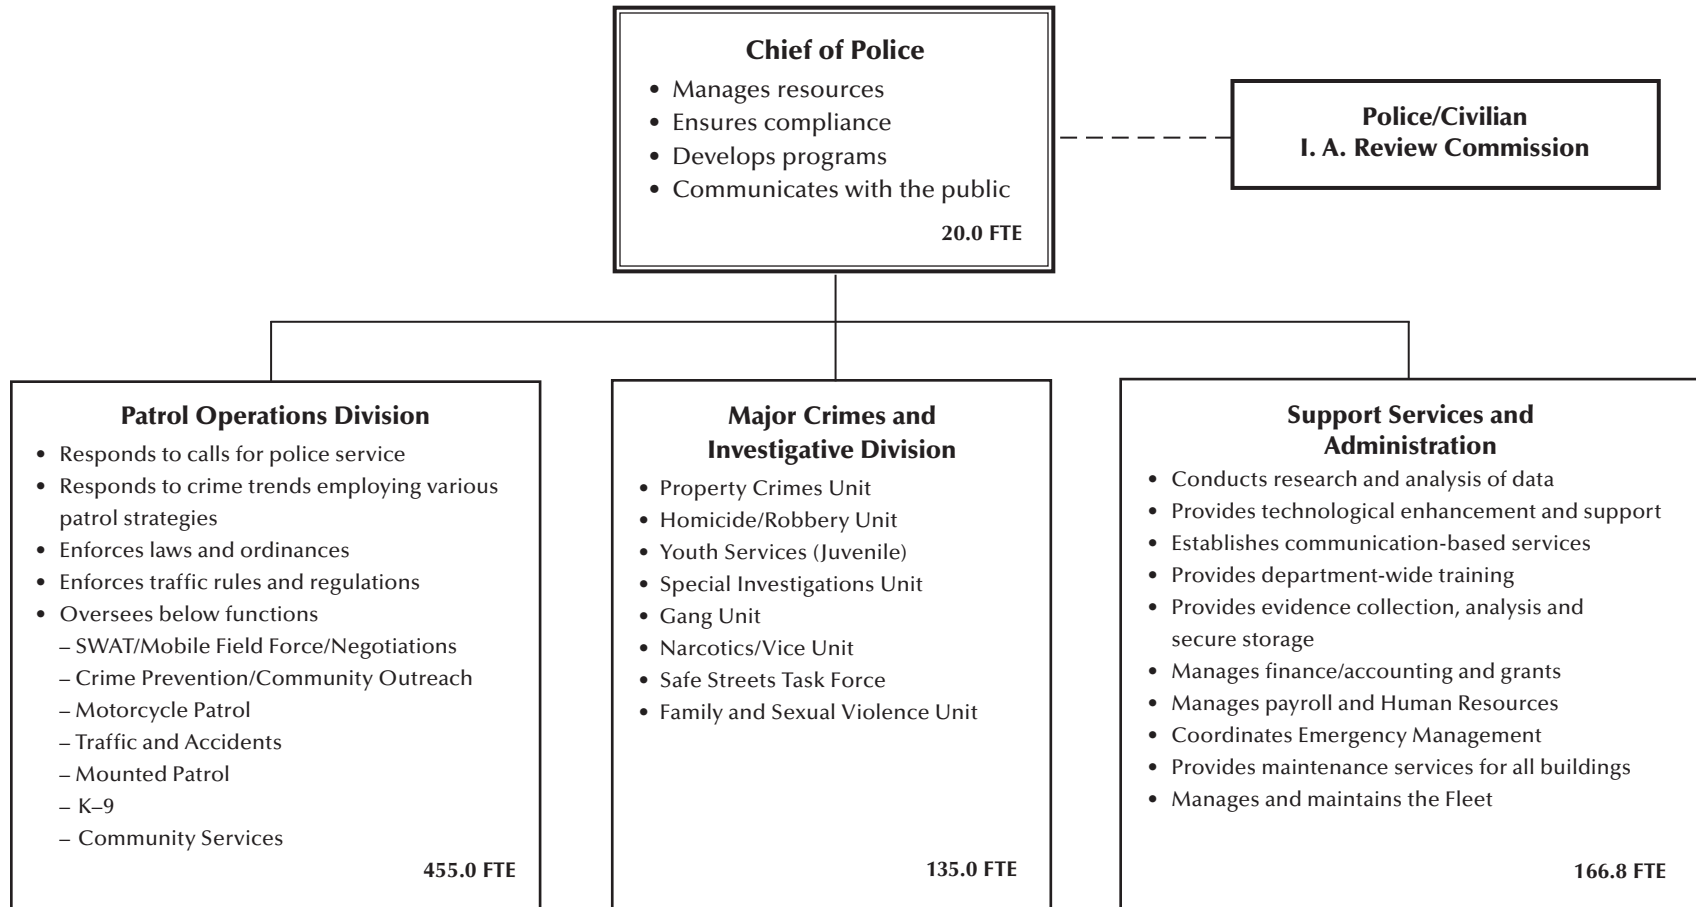 Chief of Police
• Manages resources
• Ensures compliance
• Develops programs
• Communicates with the public
20.0 FTE
Police/Civilian
I. A. Review Commission
Patrol Operations Division
• Responds to calls for police service
• Responds to crime trends employing various
patrol strategies
• Enforces laws and ordinances
• Enforces traffic rules and regulations
• Oversees below functions
– SWAT/Mobile Field Force/Negotiations
– Crime Prevention/Community Outreach
– Motorcycle Patrol
– Traffic and Accidents
– Mounted Patrol
– K–9
– Community Services
455.0 FTE
Major Crimes and
Investigative Division
• Property Crimes Unit
• Homicide/Robbery Unit
• Youth Services (Juvenile)
• Special Investigations Unit
• Gang Unit
• Narcotics/Vice Unit
• Safe Streets Task Force
• Family and Sexual Violence Unit
135.0 FTE
Support Services and
Administration
• Conducts research and analysis of data
• Provides technological enhancement and support
• Establishes communication-based services
• Provides department-wide training
• Provides evidence collection, analysis and
secure storage
• Manages finance/accounting and grants
• Manages payroll and Human Resources
• Coordinates Emergency Management
• Provides maintenance services for all buildings
• Manages and maintains the Fleet
166.8 FTE